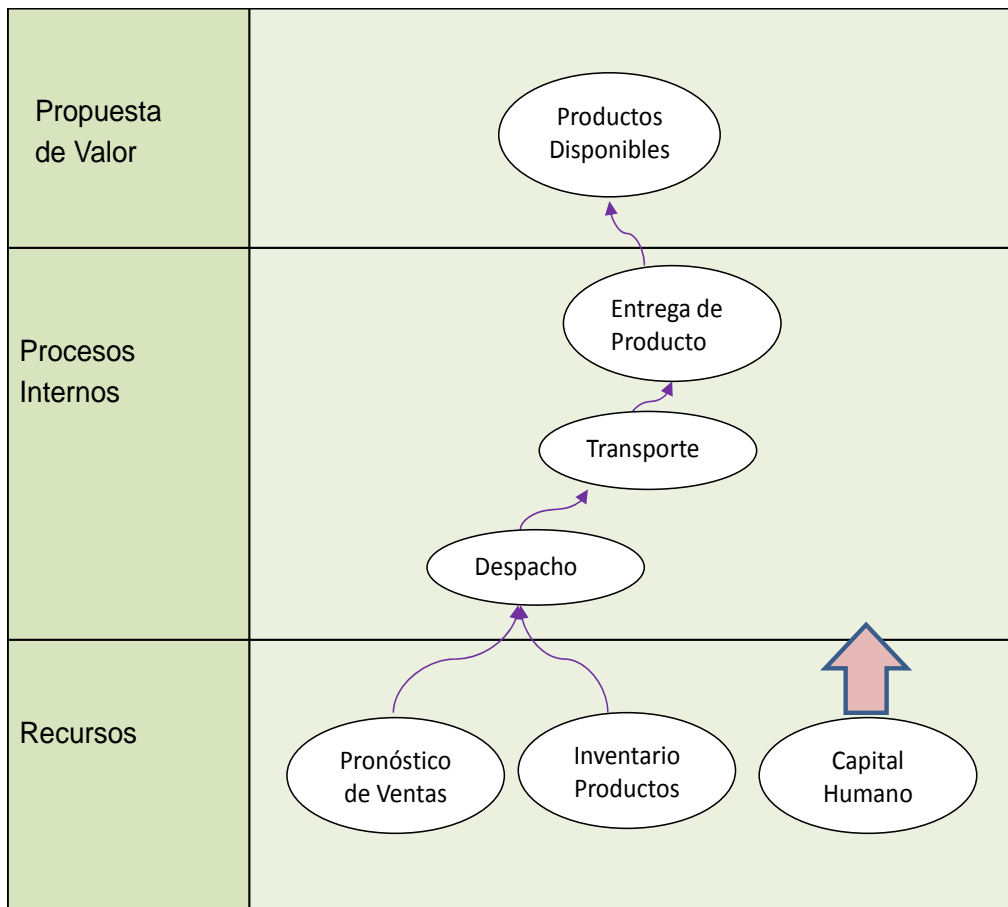 Propuesta
de Valor
Productos
Disponibles
Procesos
Internos
Entrega de
Producto
Transporte
Despacho
Recursos
Pronóstico
de Ventas
Inventario
Productos
Capital
Humano